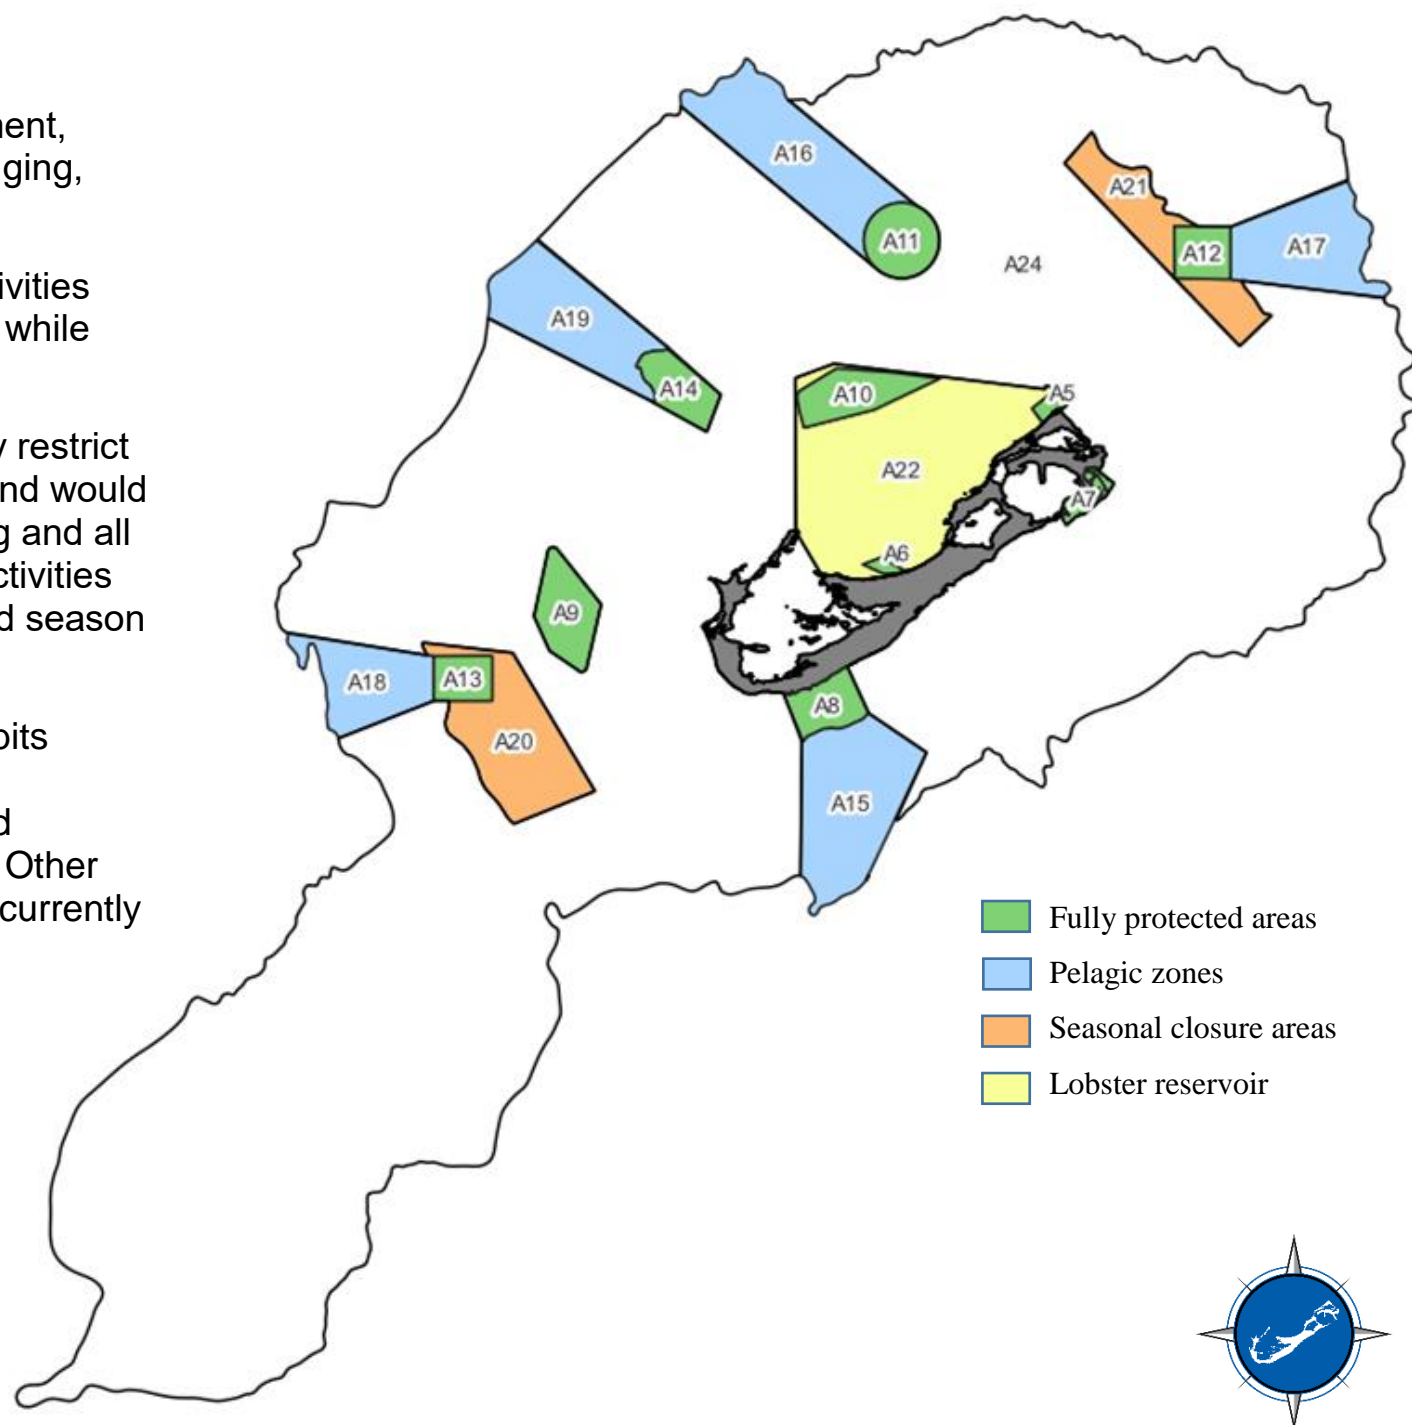 nent,
ging,
ivities
while
y restrict
nd would
g and all
ctivities
d season
bits
d
Other
currently
A16
A11
A24
A21
A12
A17
A19
A14
A10
A5
A22
A7
A6
A9
A18
A13
A20
A8
A15
Fully protected areas
Pelagic zones
Seasonal closure areas
Lobster reservoir